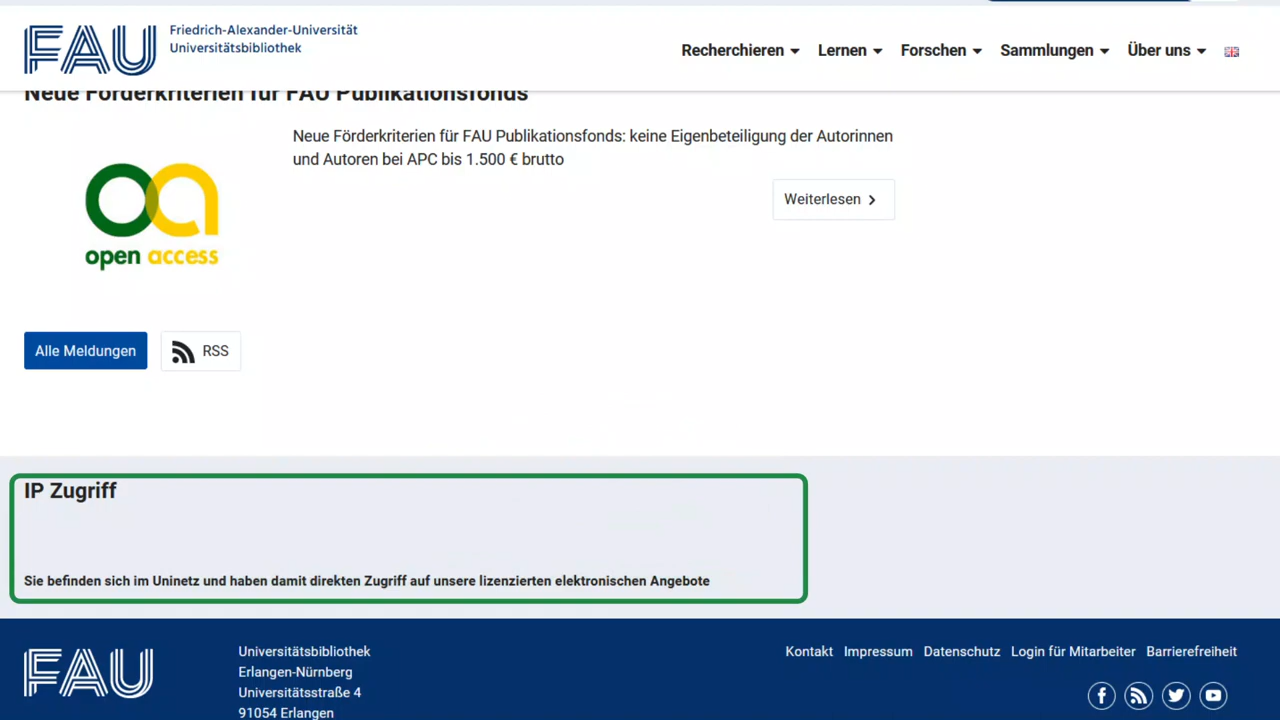 FAU
Friedrich-Alexander-Universität
Universitätsbibliothek
Recherchieren
Lernen
Forschen
Sammlungen
Über uns
Neue Förderkriterien für FAU Publikationsfonds
Neue Förderkriterien für FAU Publikationsfonds: keine Eigenbeteiligung der Autorinnen
und Autoren bei APC bis 1.500 € brutto
Weiterlesen
oa
open access
Alle Meldungen
RSS
IP Zugriff
Sie befinden sich im Uninetz und haben damit direkten Zugriff auf unsere lizenzierten elektronischen Angebote
FAU
Universitätsbibliothek
Erlangen-Nürnberg
Universitätsstraße 4
91054 Erlangen
Kontakt Impressum Datenschutz Login für Mitarbeiter Barrierefreiheit